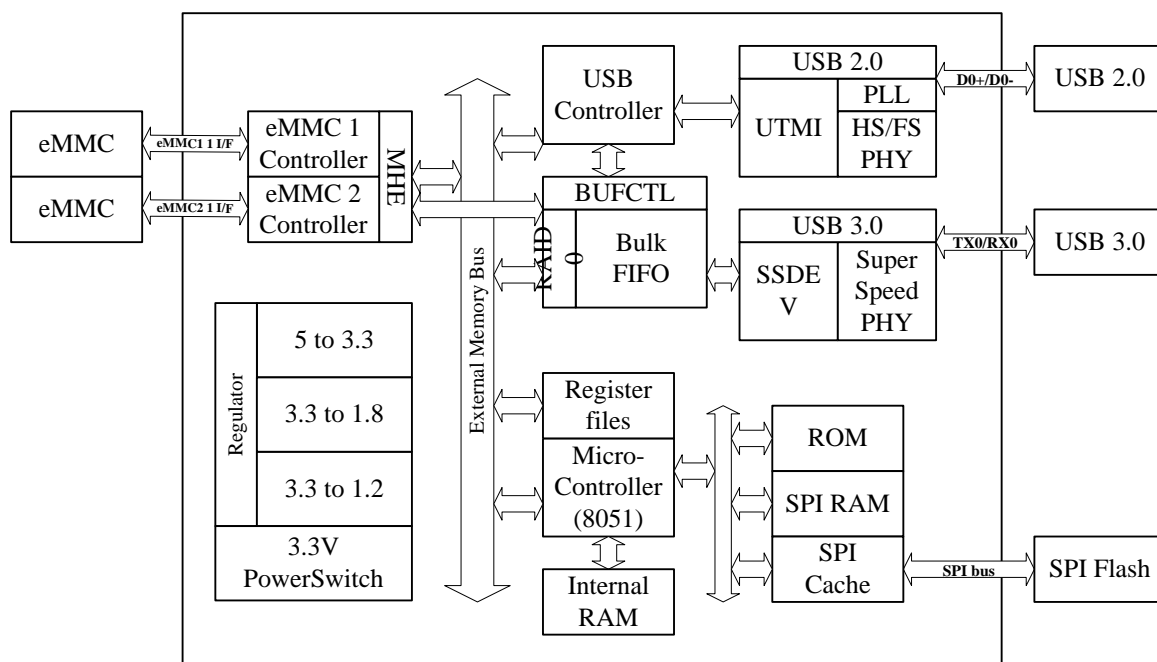 eMMC
eMMC
eMMC1 1 I/F
eMMC2 1 I/F
eMMC 1
Controller
eMMC 2
Controller
MHE
External Memory Bus
USB
Controller
BUFCTL
RAID
0
Bulk
FIFO
USB 2.0
UTMI
PLL
HS/FS
PHY
D0+/D0-
USB 2.0
USB 3.0
SSDE
V
Super
Speed
PHY
TX0/RX0
USB 3.0
Regulator
5 to 3.3
3.3 to 1.8
3.3 to 1.2
3.3V
PowerSwitch
Register
files
Micro-
Controller
(8051)
Internal
RAM
ROM
SPI RAM
SPI
Cache
SPI bus
SPI Flash